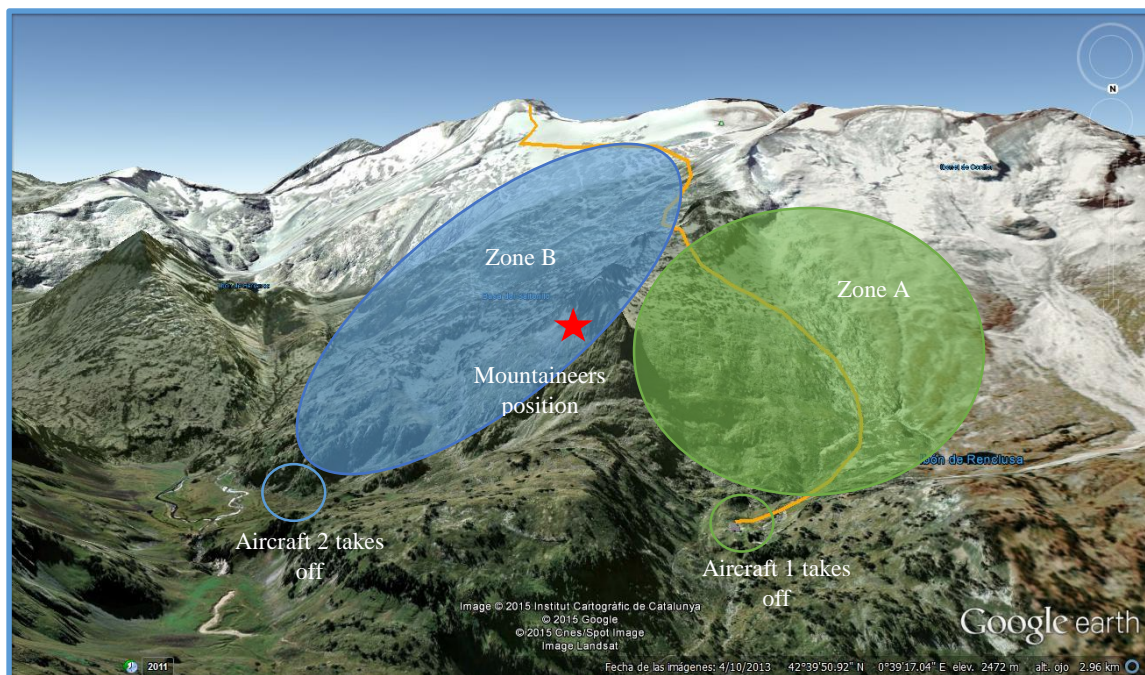 N
Zone B
Zone A
Mountaineers
position
Aircraft 2 takes
off
Aircraft 1 takes
off
Image © 2015 Institut Cartogràfic de Catalunya
© 2015 Google
© 2015 Cnes/Spot Image
Image Landsat
Google earth
2011
Fecha de las imágenes: 4/10/2013 42°39'50.92" N 0°39'17.04" E elev. 2472 m alt. ojo 2.96 km
de Renclusa